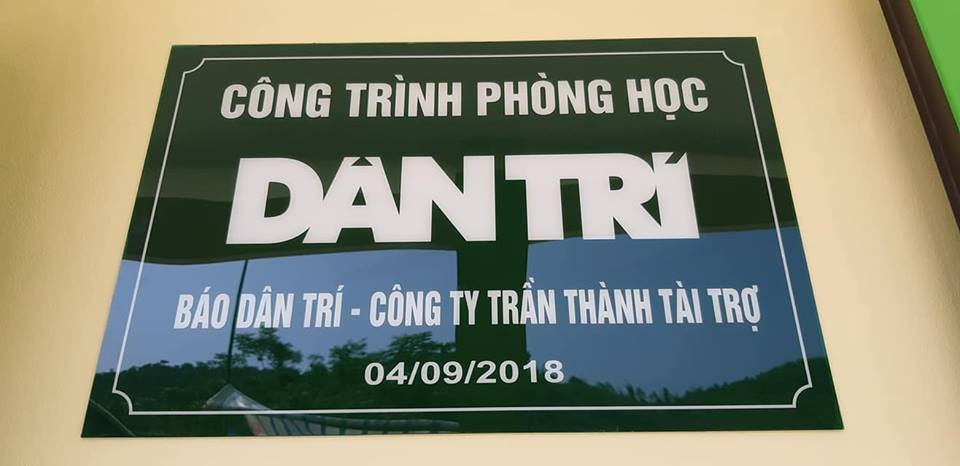 CÔNG TRÌNH PHÒNG HỌC
DÂN TRÍ
BÁO DÂN TRÍ - CÔNG TY TRẦN THÀNH TÀI TRỢ
04/09/2018